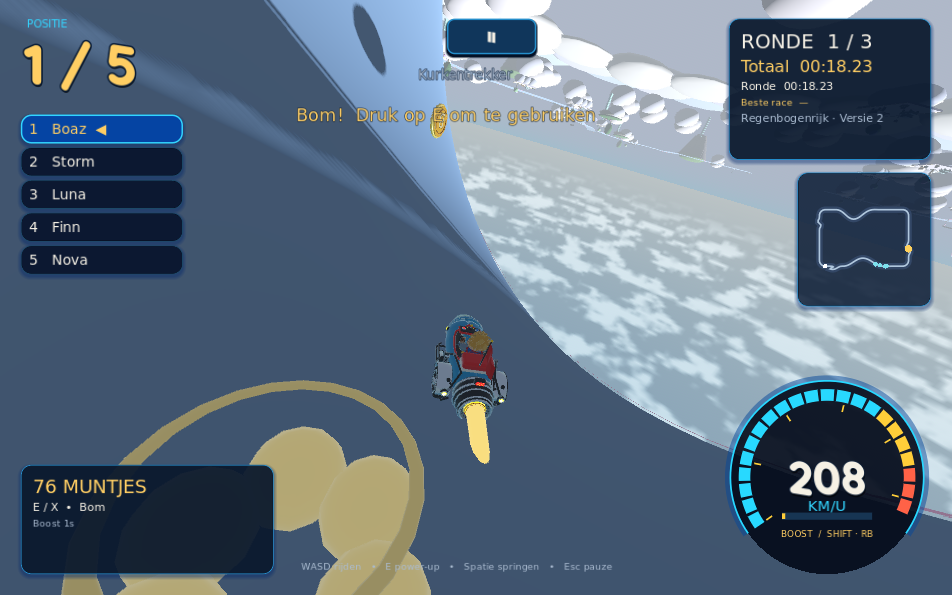 POSITIE
1 / 5
1 Boaz ◀
2 Storm
3 Luna
4 Finn
5 Nova
Kurkentrekker
Bom! Druk op E om te gebruiken
RONDE 1 / 3
Totaal 00:18.23
Ronde 00:18.23
Beste race —
Regenboogenrijk · Versie 2
208
KM/U
BOOST / SHIFT · RB
76 MUNTJES
E / X • Bom
Boost 1s
WASD rijden • E power-up • Spatie springen • Esc pauze